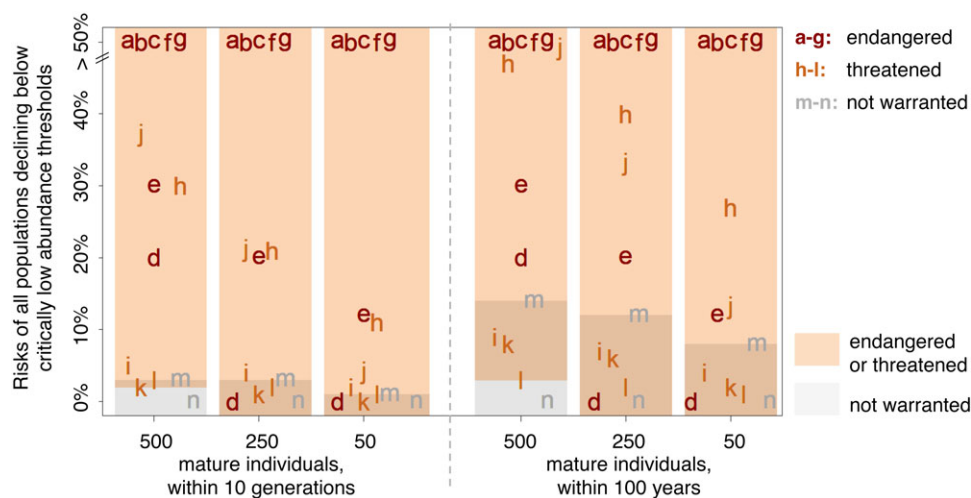 Risks of all populations declining below
critically low abundance thresholds
50%
>
40%
30%
20%
10%
0%
abcfg
abcfg
abcfg
abcfg
abcfg
abcfg
j
h
e
d
i
k
l
m
n
j
e
h
i
k
l
m
d
n
e
h
j
l
k
m
d
n
h
j
e
d
m
i
k
l
n
h
j
e
m
i
k
l
d
n
h
j
e
m
i
k
l
d
n
500
250
50
500
250
50
mature individuals,
within 10 generations
mature individuals,
within 100 years
a-g: endangered
h-l: threatened
m-n: not warranted
endangered
or threatened
not warranted